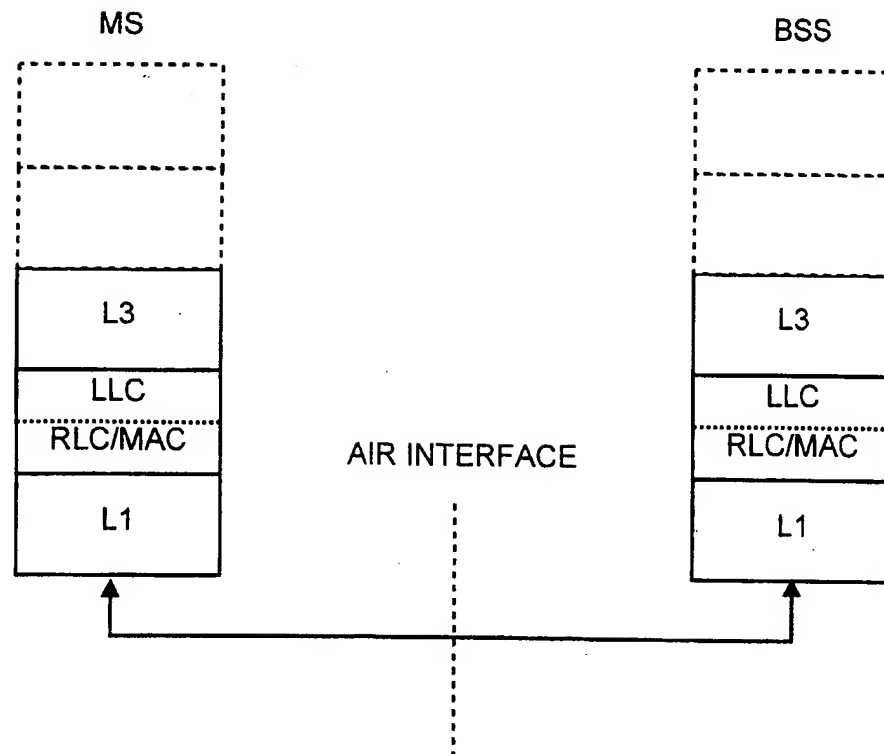 MS
BSS
L3
LLC
RLC/MAC
L1
AIR INTERFACE
L3
LLC
RLC/MAC
L1